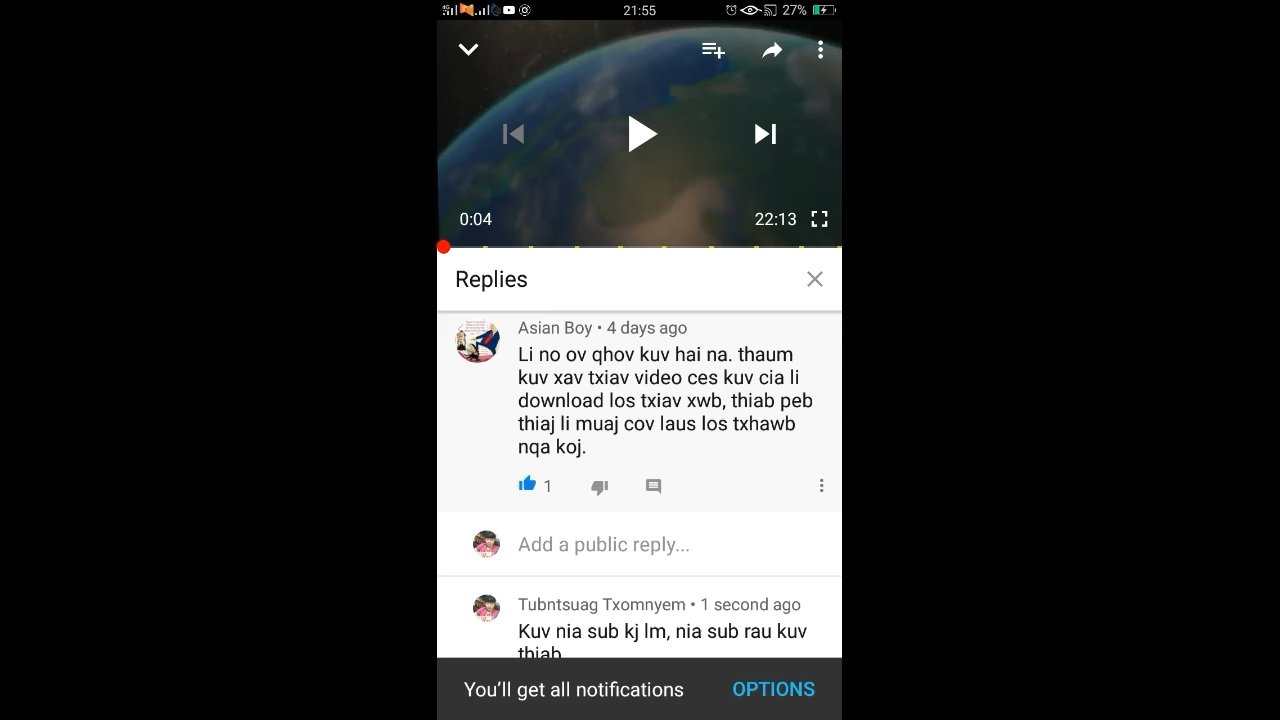 21:55
27%
0:04
22:13
Replies
Asian Boy • 4 days ago
Li no ov qhov kuv hai na. thaum
kuv xav txiav video ces kuv cia li
download los txiav xwb, thiab peb
thiaj li muaj cov laus los txhawb
nqa koj.
1
Add a public reply...
Tubntsuag Txomnyem • 1 second ago
Kuv nia sub kj lm, nia sub rau kuv
thiab
You'll get all notifications
OPTIONS